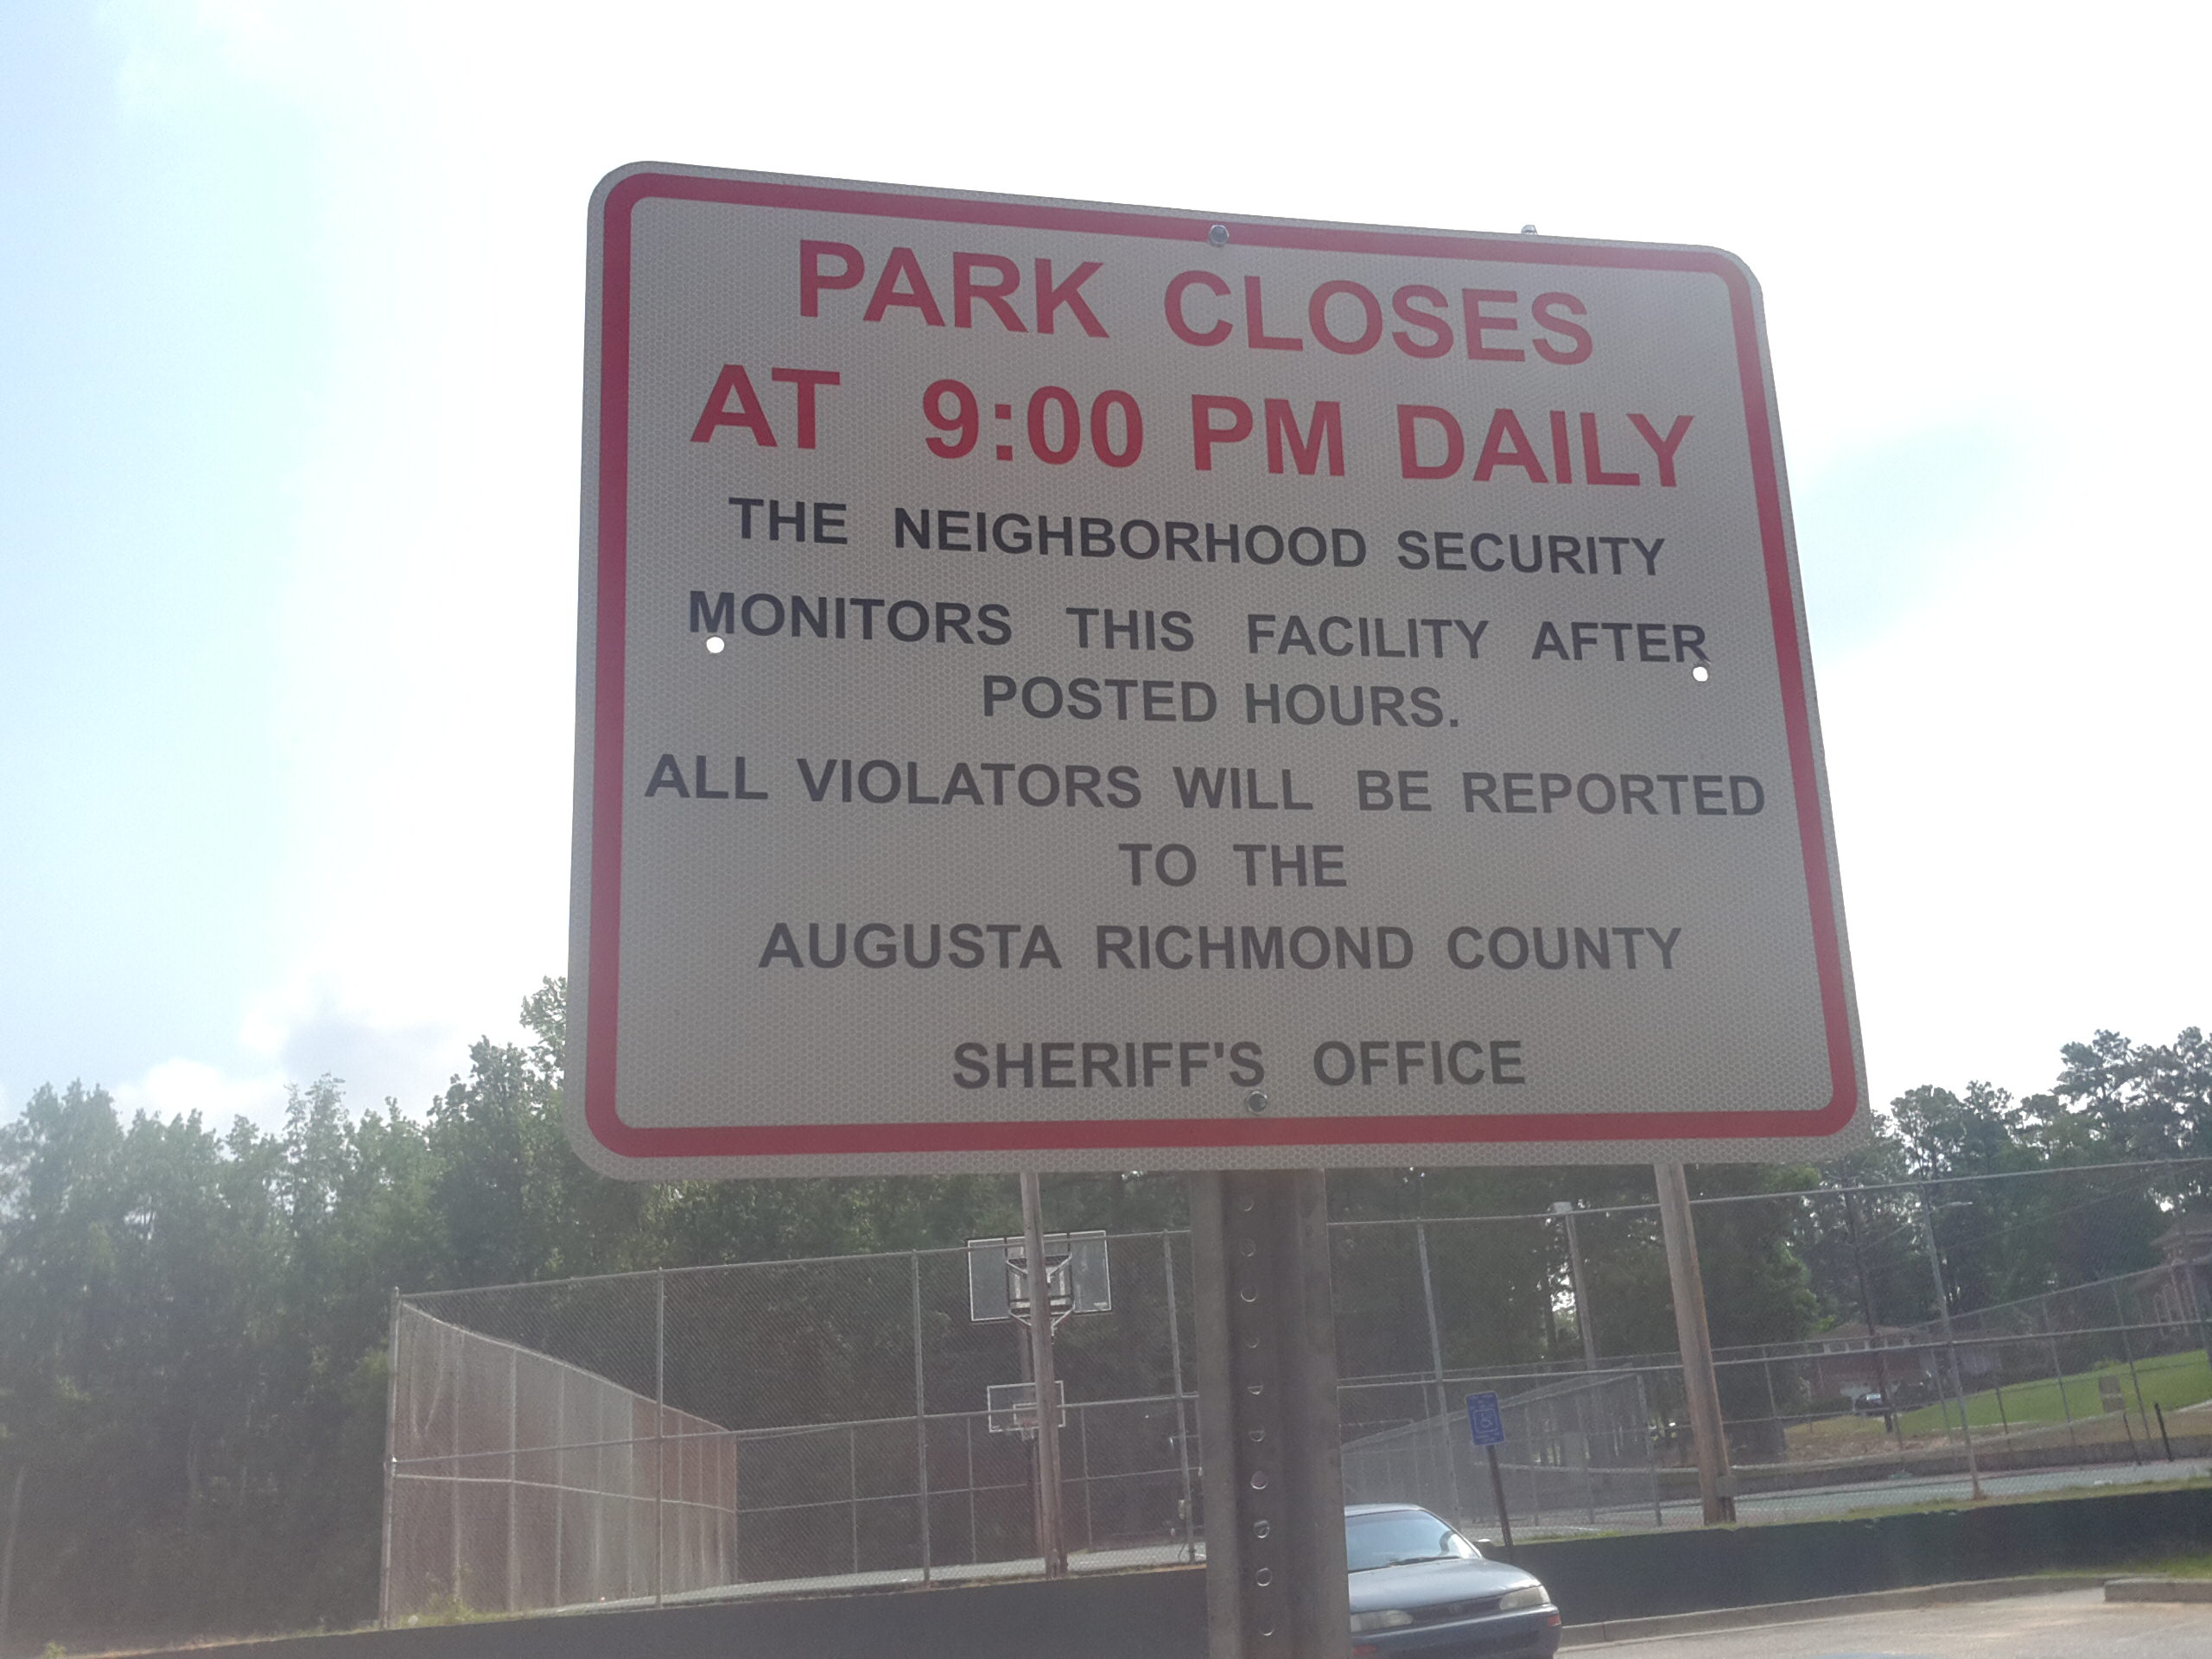 PARK CLOSES
AT 9:00 PM DAILY
THE NEIGHBORHOOD SECURITY
MONITORS THIS FACILITY AFTER
POSTED HOURS.
ALL VIOLATORS WILL BE REPORTED
TO THE
AUGUSTA RICHMOND COUNTY
SHERIFF'S OFFICE